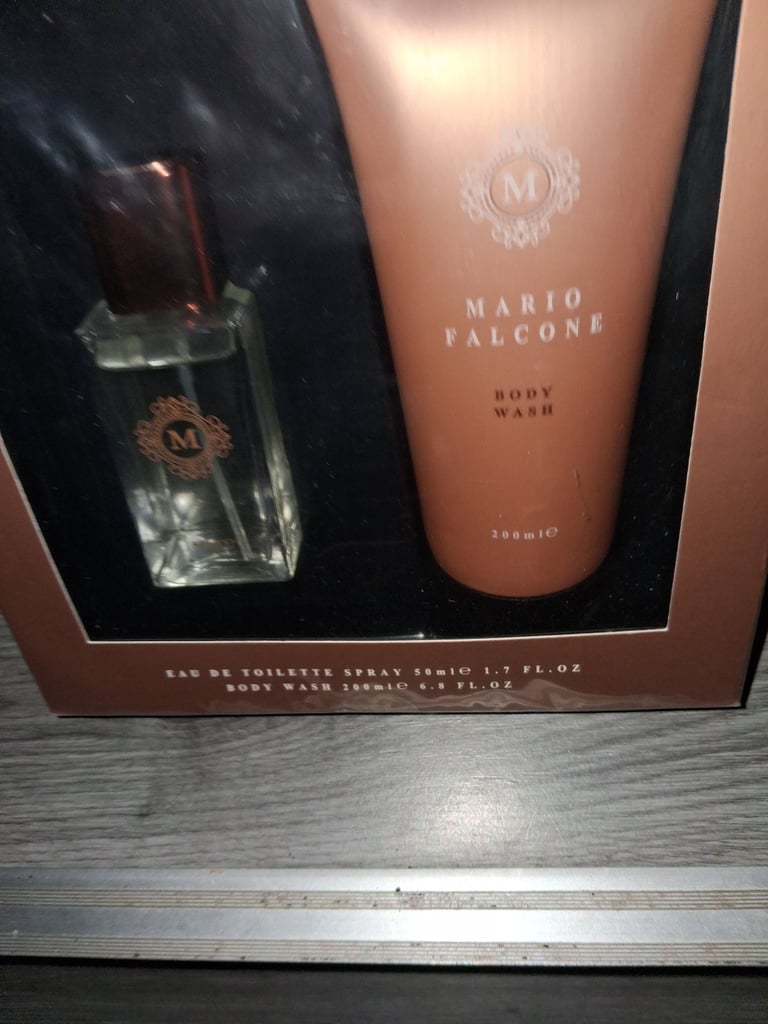 M
MARIO
FALCONE
BODY
WASH
200ml℮
M
EAU DE TOILETTE SPRAY 50ml℮ 1.7 FL.OZ
BODY WASH 200ml℮ 6.8 FL.OZ